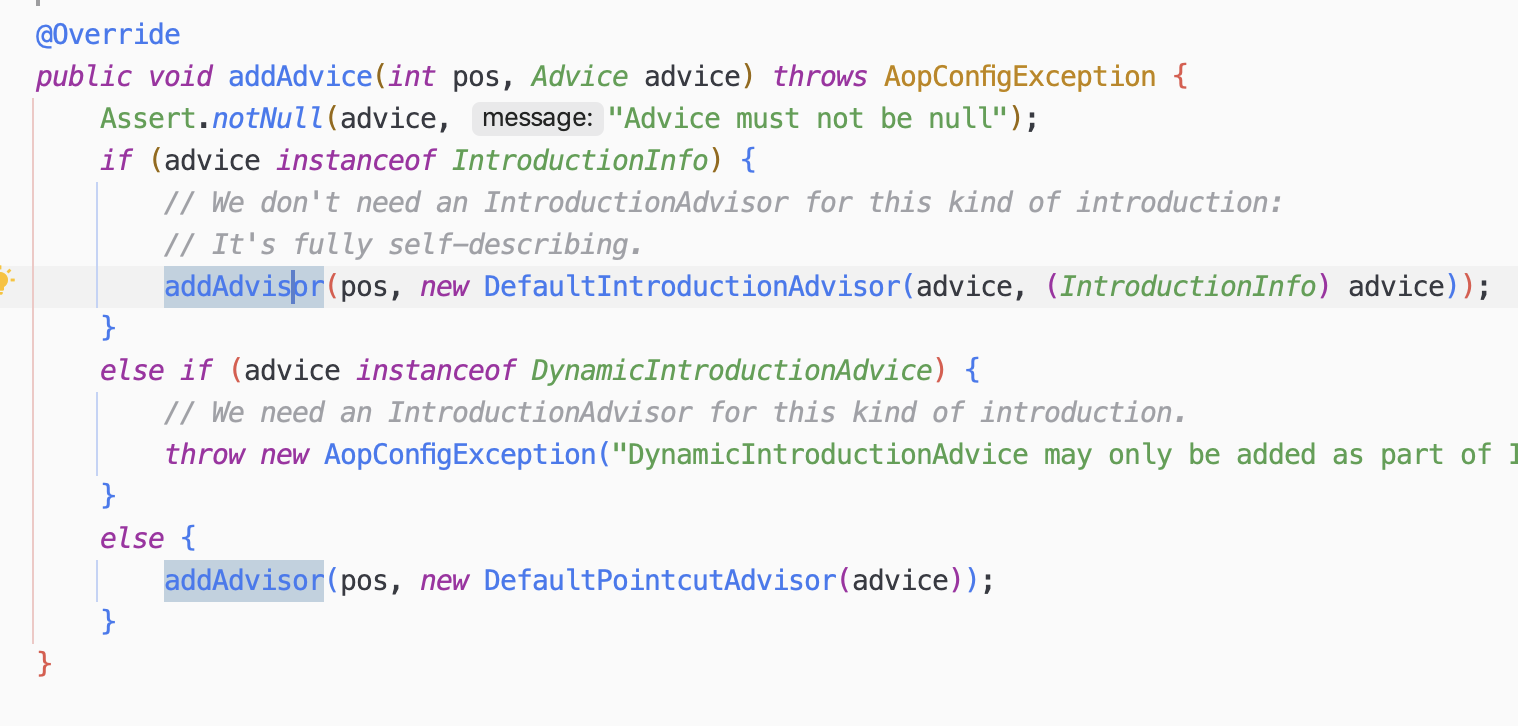 @Override
public void addAdvice(int pos, Advice advice) throws AopConfigException {
Assert.notNull(advice, message: "Advice must not be null");
if (advice instanceof IntroductionInfo) {
// We don't need an IntroductionAdvisor for this kind of introduction:
// It's fully self-describing.
addAdvisor(pos, new DefaultIntroductionAdvisor(advice, (IntroductionInfo) advice));
}
else if (advice instanceof DynamicIntroductionAdvice) {
// We need an IntroductionAdvisor for this kind of introduction.
throw new AopConfigException("DynamicIntroductionAdvice may only be added as part of
}
else {
addAdvisor(pos, new DefaultPointcutAdvisor(advice));
}
}